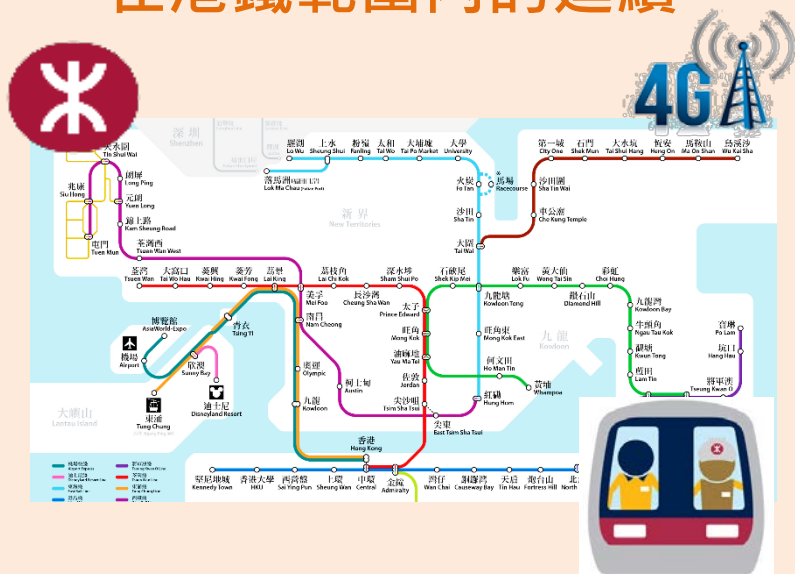 在港鐵範圍內的連續
4G
深圳
Shenzhen
羅湖
Lo Wu
上水
Sheung Shui
粉嶺
Fanling
太和
Tai Wo
大埔墟
Tai Po Market
大學
University
第一城
City One
石門
Shek Mun
大水坑
Tai Shui Hang
恆安
Heng On
馬鞍山
Ma On Shan
烏溪沙
Wu Kai Sha
天水圍
Tin Shui Wai
朗屏
Long Ping
兆康
Siu Hong
元朗
Yuen Long
錦上路
Kam Sheung Road
屯門
Tuen Mun
荃灣西
Tsuen Wan West
落馬洲
Lok Ma Chau
新界
New Territories
火炭
Fo Tan
馬場
Racecourse
沙田
Sha Tin
大圍
Tai Wai
沙田圍
Sha Tin Wai
車公廟
Che Kung Temple
荃灣
Tsuen Wan
大窩口
Tai Wo Hau
葵興
Kwai Hing
葵芳
Kwai Fong
荔景
Lai King
荔枝角
Lai Chi Kok
長沙灣
Cheung Sha Wan
深水埗
Sham Shui Po
石硤尾
Shek Kip Mei
九龍塘
Kowloon Tong
樂富
Lok Fu
黃大仙
Wong Tai Sin
鑽石山
Diamond Hill
彩虹
Choi Hung
美孚
Mei Foo
南昌
Nam Cheong
太子
Prince Edward
旺角
Mong Kok
油麻地
Yau Ma Tei
佐敦
Jordan
尖沙咀
Tsim Sha Tsui
旺角東
Mong Kok East
九龍
Kowloon
九龍灣
Kowloon Bay
牛頭角
Ngau Tau Kok
觀塘
Kwun Tong
藍田
Lam Tin
寶琳
Po Lam
坑口
Hang Hau
將軍澳
Tseung Kwan O
博覽館
AsiaWorld-Expo
機場
Airport
青衣
Tsing Yi
欣澳
Sunny Bay
迪士尼
Disneyland Resort
東涌
Tung Chung
大嶼山
Lantau Island
奧運
Olympic
九龍
Kowloon
柯士甸
Austin
何文田
Ho Man Tin
黃埔
Whampoa
紅磡
Hung Hom
尖東
East Tsim Sha Tsui
香港
Hong Kong
堅尼地城
Kennedy Town
香港大學
HKU
西營盤
Sai Ying Pun
上環
Sheung Wan
中環
Central
金鐘
Admiralty
灣仔
Wan Chai
銅鑼灣
Causeway Bay
天后
Tin Hau
炮台山
Fortress Hill
North